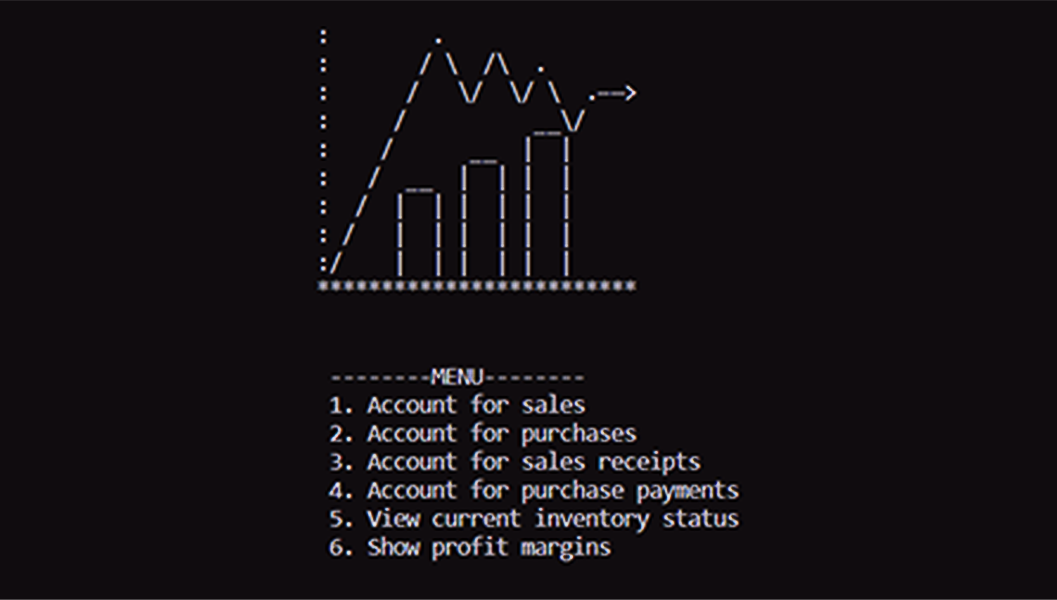 --------MENU--------
1. Account for sales
2. Account for purchases
3. Account for sales receipts
4. Account for purchase payments
5. View current inventory status
6. Show profit margins